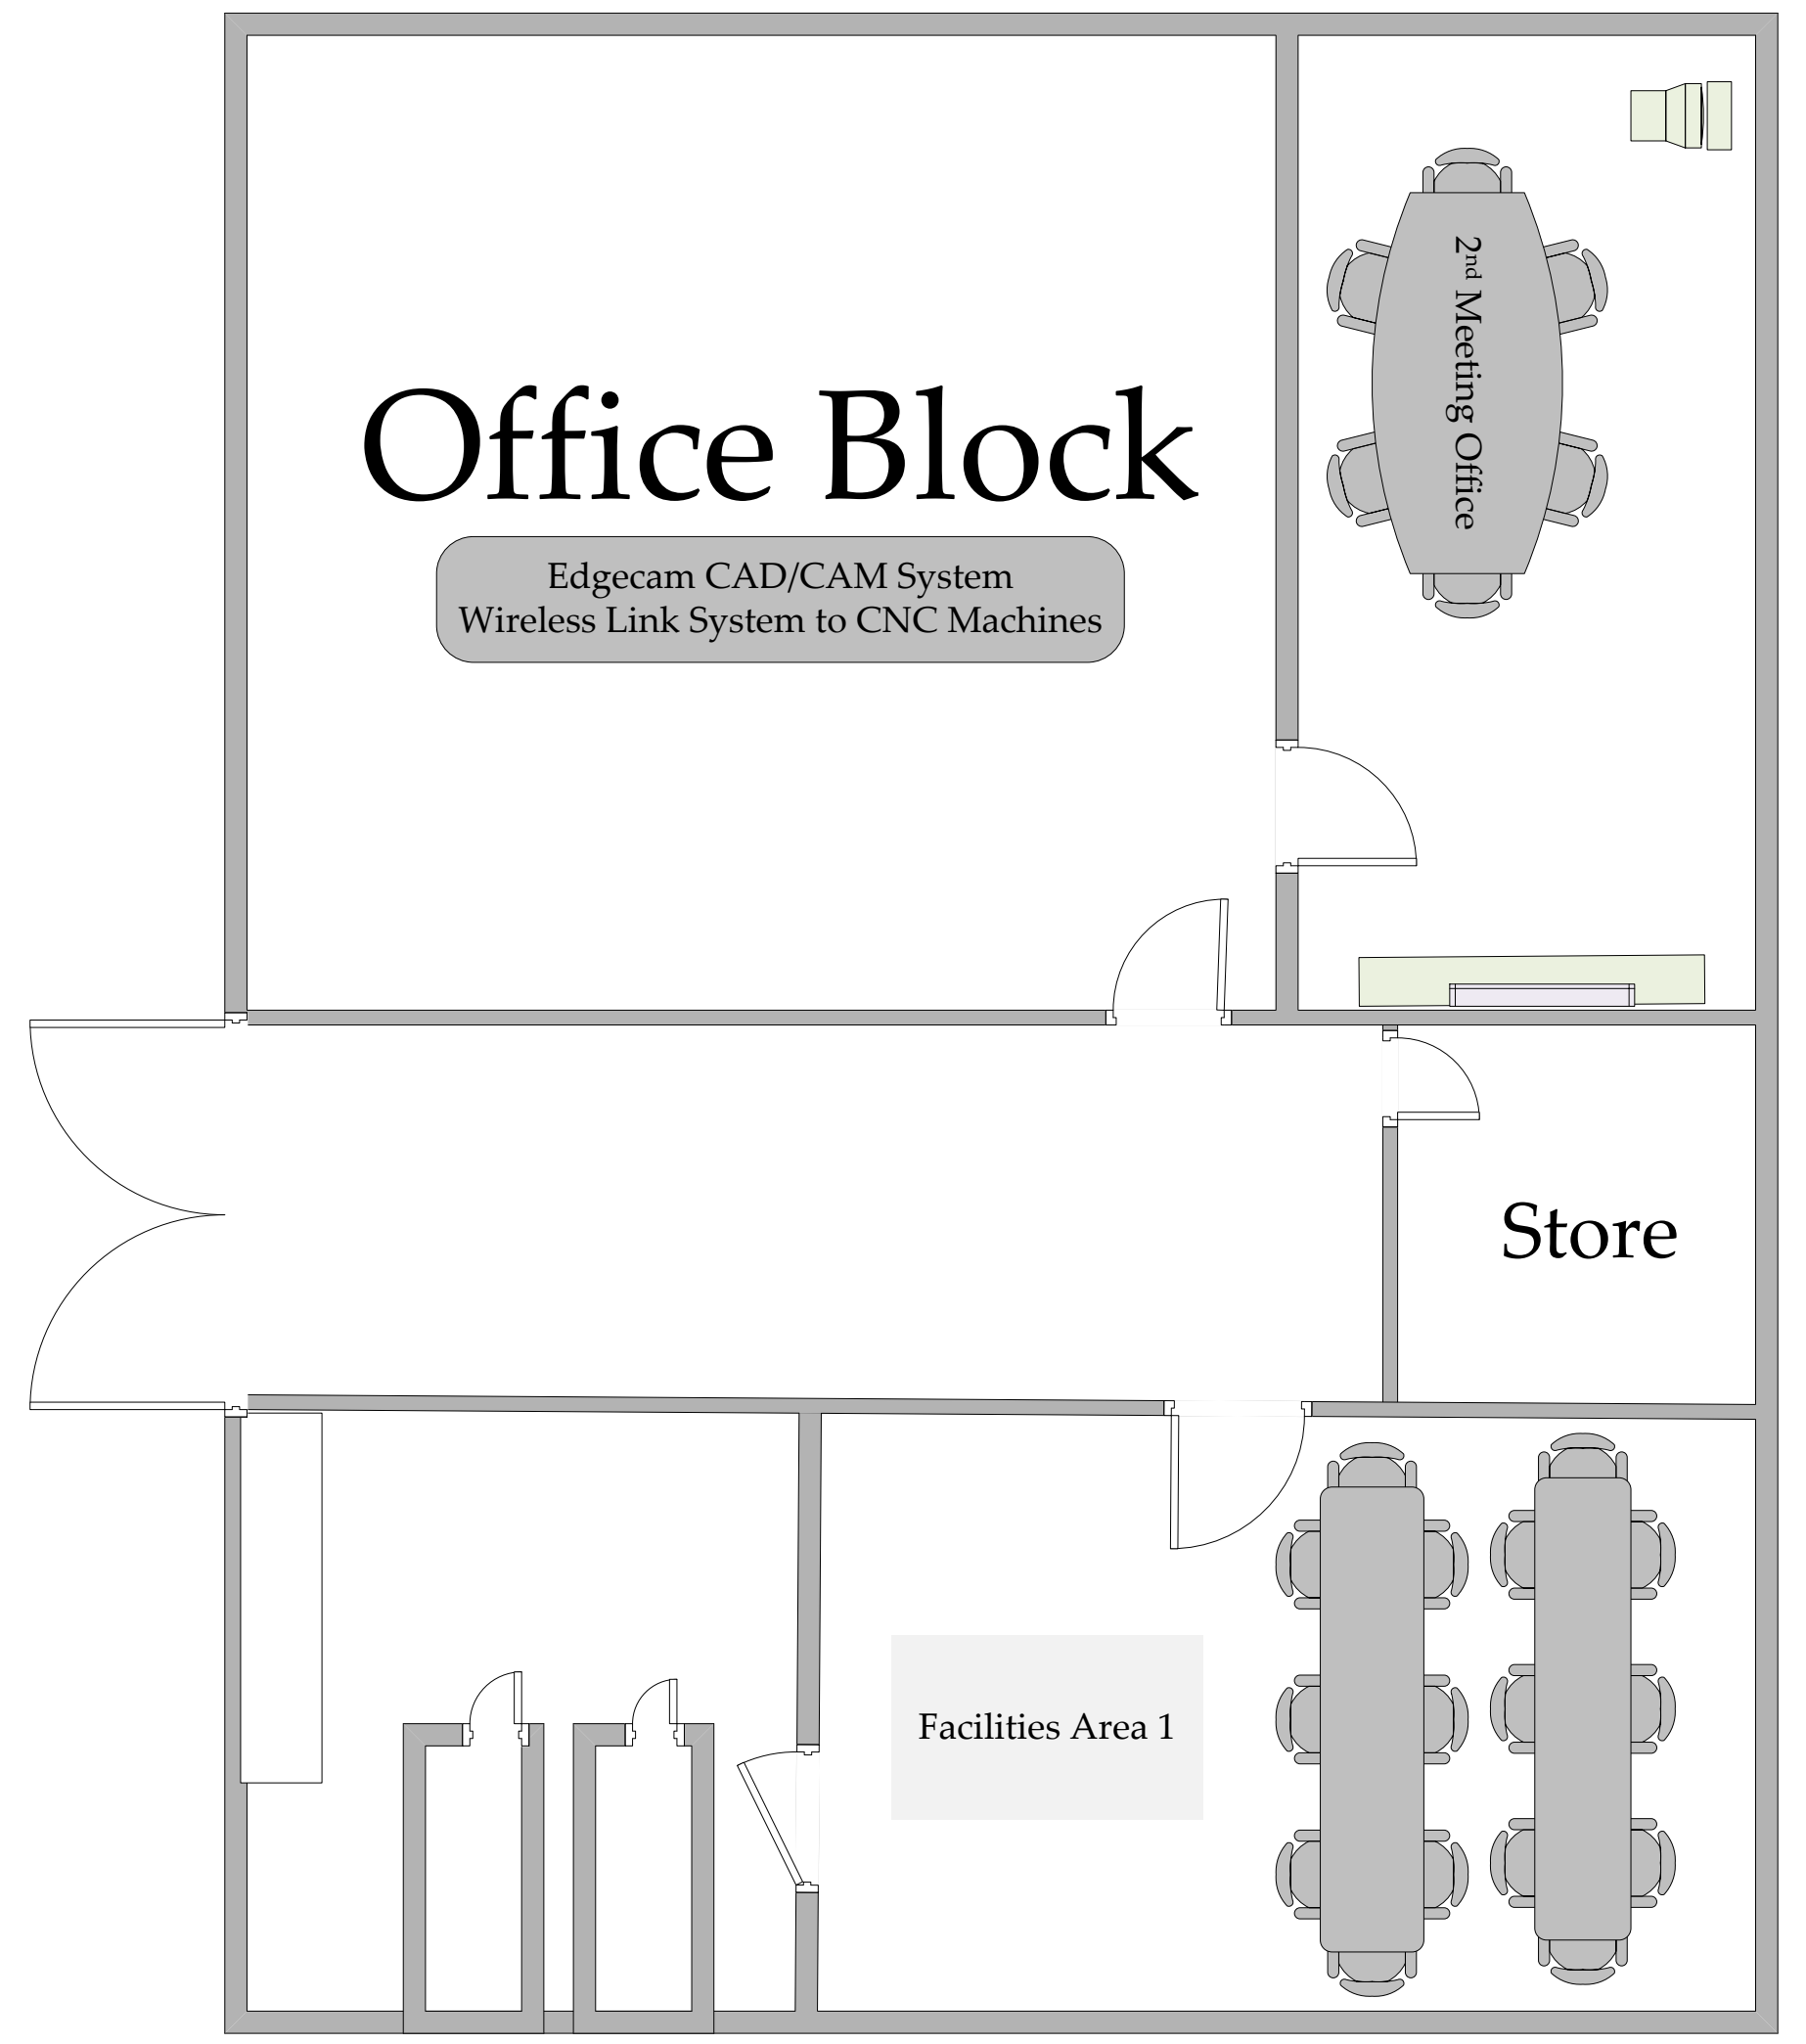 2nd Meeting Office
Office Block
Edgecam CAD/CAM System
Wireless Link System to CNC Machines
Store
Facilities Area 1